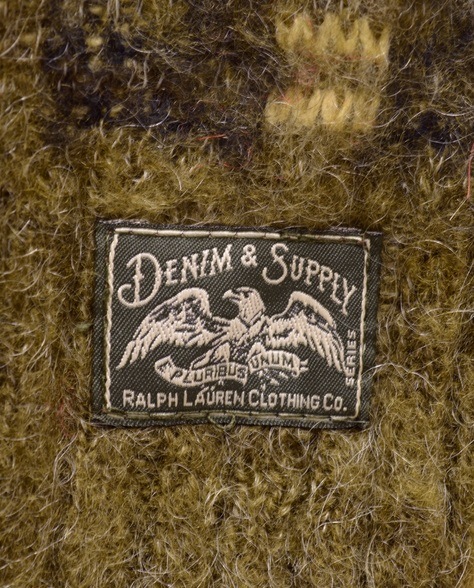 DENIM & SUPPLY
PLURIBUS UNUM
SERIES
RALPH LAUREN CLOTHING CO.